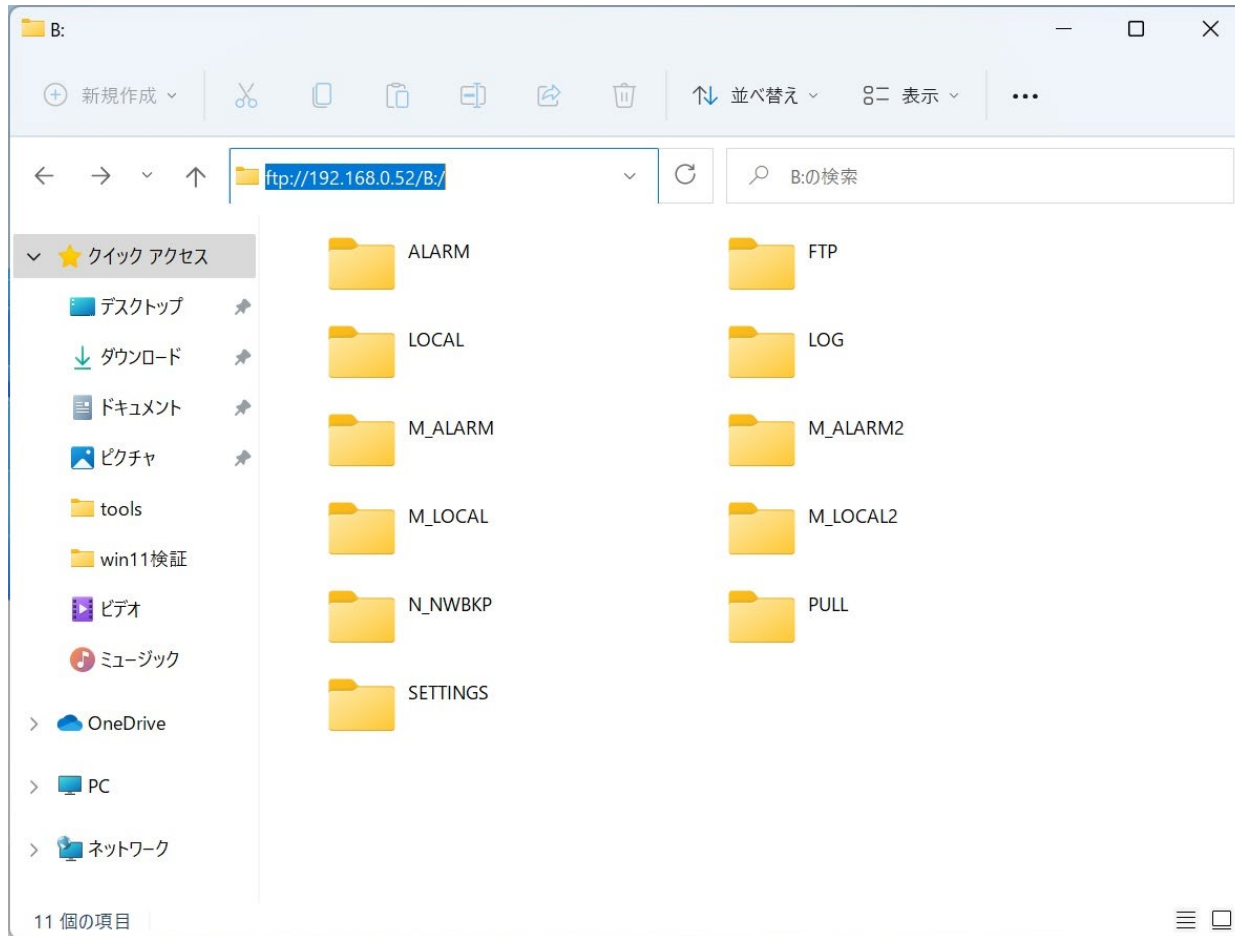 B:
新規作成
並べ替え
表示
ftp://192.168.0.52/B:/
B:の検索
クイック アクセス
デスクトップ
ダウンロード
ドキュメント
ピクチャ
tools
win11検証
ビデオ
ミュージック
OneDrive
PC
ネットワーク
ALARM
FTP
LOCAL
LOG
M_ALARM
M_ALARM2
M_LOCAL
M_LOCAL2
N_NWBKP
PULL
SETTINGS
11 個の項目